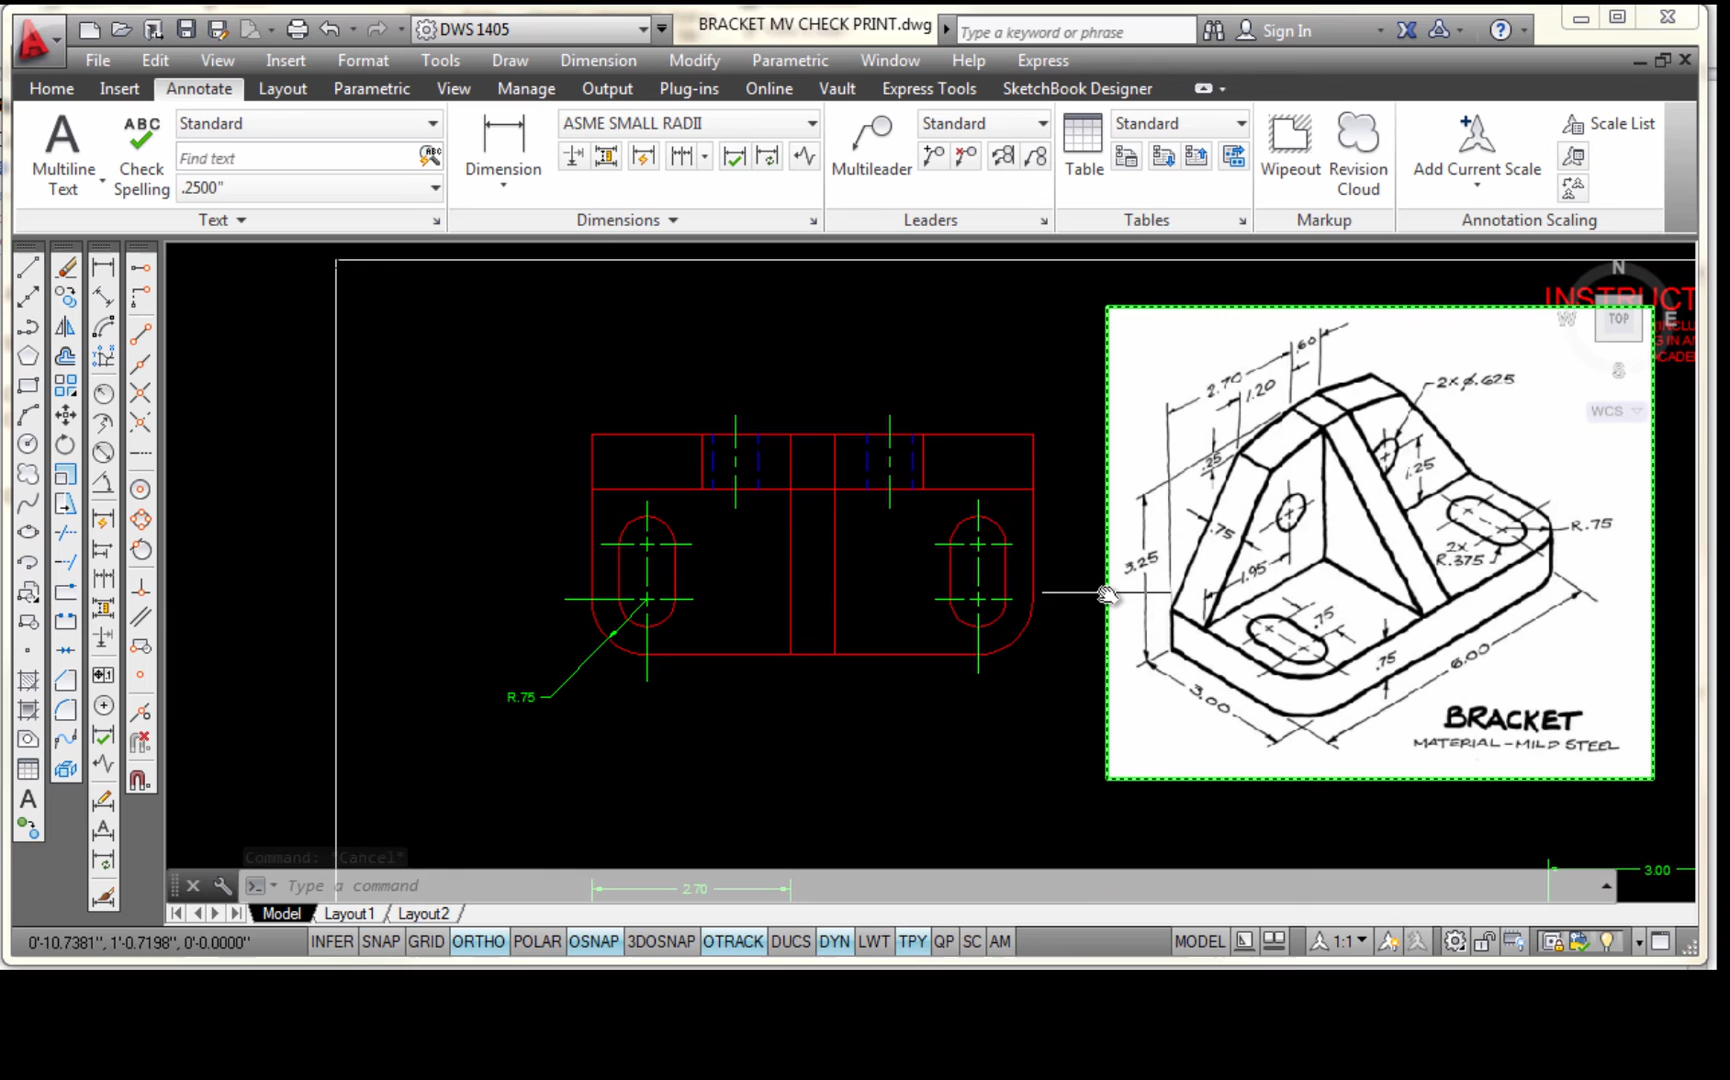 DWS 1405
BRACKET MV CHECK PRINT.dwg
Type a keyword or phrase
Sign In
File Edit View Insert Format Tools Draw Dimension Modify Parametric Window Help Express
Home Insert Annotate Layout Parametric View Manage Output Plug-ins Online Vault Express Tools SketchBook Designer
A
Multiline
Text
ABC
Check
Spelling
Standard
Find text
ABC
.2500"
Text
Dimension
ASME SMALL RADII
Dimensions
Multileader
Standard
Leaders
Table
Standard
Tables
Wipeout
Revision
Cloud
Markup
Add Current Scale
Scale List
Annotation Scaling
INSTRUCT
N
W
TOP
E
S
WCS
.60
2.70
1.20
2X Ø.625
.25
1.25
.75
3.25
1.95
R.75
2X
R.375
.75
.75
6.00
3.00
BRACKET
MATERIAL-MILD STEEL
R.75
Command: *Cancel*
Type a command
2.70
3.00
Model Layout1 Layout2
0'-10.7381", 1'-0.7198", 0'-0.0000"
INFER SNAP GRID ORTHO POLAR OSNAP 3DOSNAP OTRACK DUCS DYN LWT TPY QP SC AM
MODEL
1:1